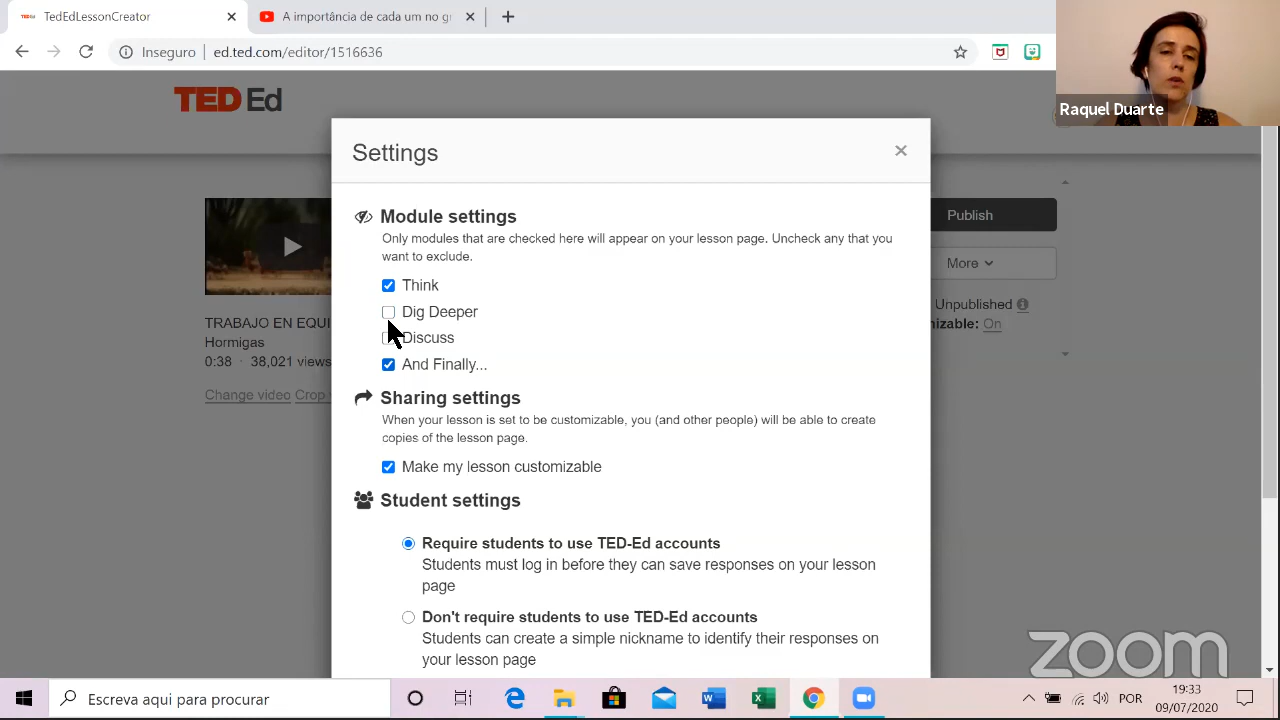 TedEdLessonCreator
A importância de cada um no gr
Inseguro
ed.ted.com/editor/1516636
Raquel Duarte
TED Ed
Settings
Module settings
Only modules that are checked here will appear on your lesson page. Uncheck any that you
want to exclude.
Think
Dig Deeper
Discuss
And Finally...
Sharing settings
When your lesson is set to be customizable, you (and other people) will be able to create
copies of the lesson page.
Make my lesson customizable
Student settings
Require students to use TED-Ed accounts
Students must log in before they can save responses on your lesson
page
Don't require students to use TED-Ed accounts
Students can create a simple nickname to identify their responses on
your lesson page
TRABAJO EN EQUI
Hormigas
0:38 · 38,021 views
Change video Crop
Publish
More
Unpublished
nizable: On
zoom
Escreva aqui para procurar
POR
19:33
09/07/2020